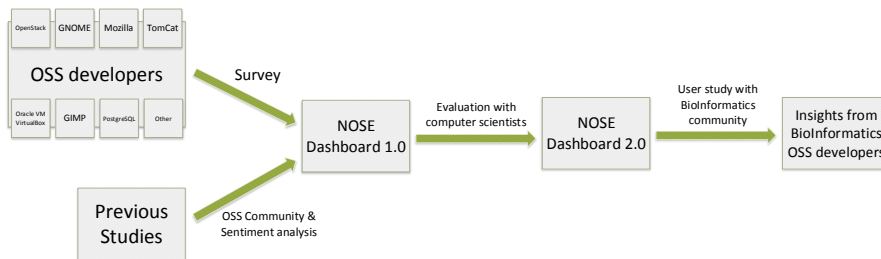 OpenStack
GNOME
Mozilla
TomCat
OSS developers
Oracle VM
VirtualBox
GIMP
PostgreSQL
Other
Survey
Previous
Studies
OSS Community &
Sentiment analysis
NOSE
Dashboard 1.0
Evaluation with
computer scientists
NOSE
Dashboard 2.0
User study with
BioInformatics
community
Insights from
BioInformatics
OSS developers